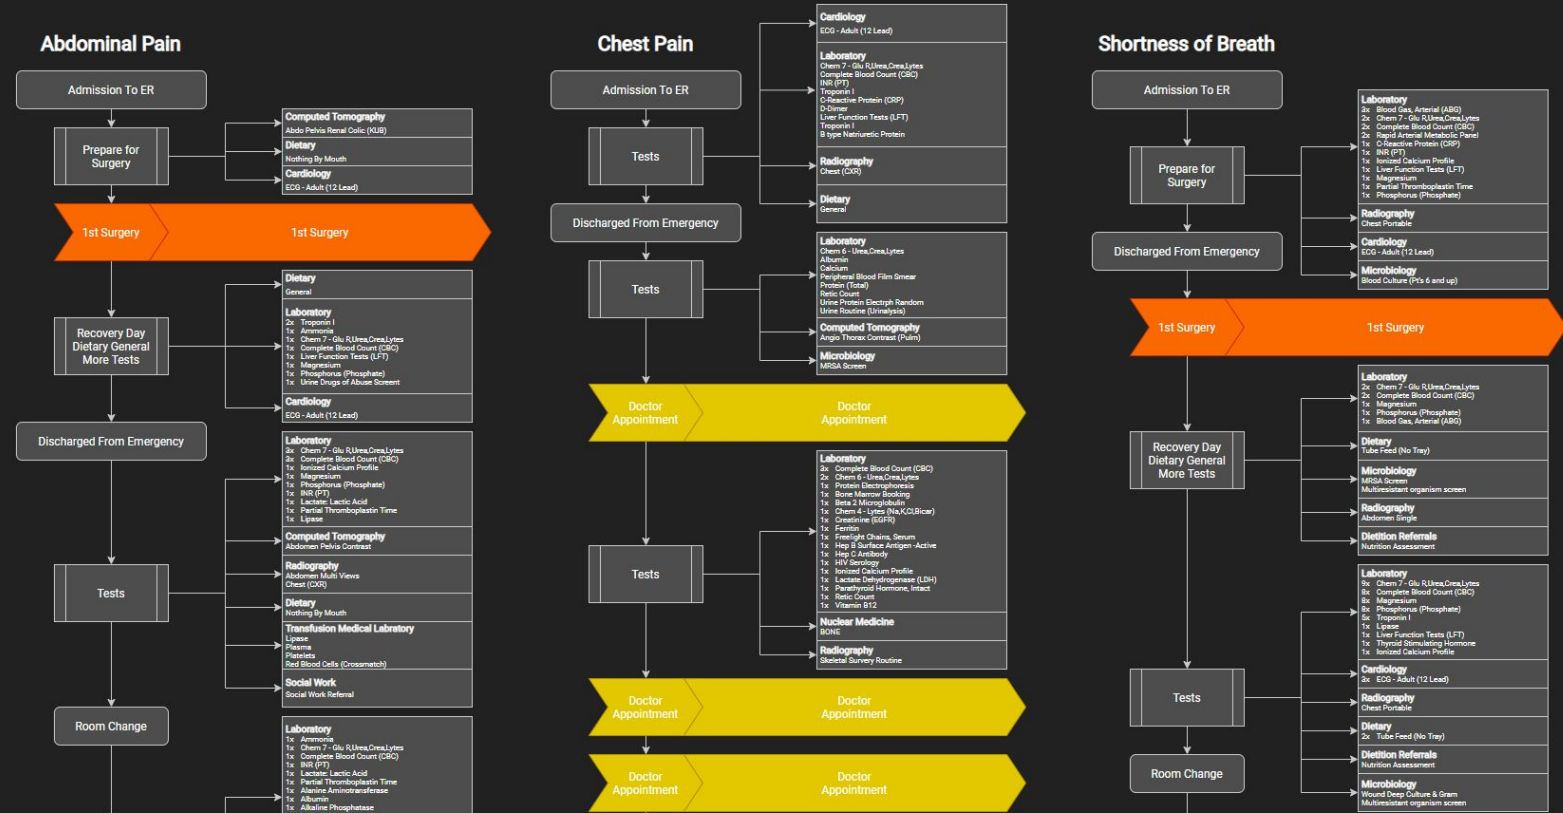 Abdominal Pain
Admission To ER
Prepare for
Surgery
Computed Tomography
Abdo Pelvis Renal Colic (KUB)
Dietary
Nothing By Mouth
Cardiology
ECG - Adult (12 Lead)
1st Surgery
1st Surgery
Recovery Day
Dietary General
More Tests
Dietary
General
Laboratory
2x Troponin I
1x Ammonia
1x Chem 7 - Glu R,Urea,Crea,Lytes
1x Complete Blood Count (CBC)
1x Liver Function Tests (LFT)
1x Magnesium
1x Phosphorus (Phosphate)
1x Urine Drugs of Abuse Screent
Cardiology
ECG - Adult (12 Lead)
Discharged From Emergency
Tests
Laboratory
3x Chem 7 - Glu R,Urea,Crea,Lytes
3x Complete Blood Count (CBC)
1x Ionized Calcium Profile
1x Magnesium
1x Phosphorus (Phosphate)
1x INR (PT)
1x Lactate: Lactic Acid
1x Partial Thromboplastin Time
1x Lipase
Computed Tomography
Abdomen Pelvis Contrast
Radiography
Abdomen Multi Views
Chest (CXR)
Dietary
Nothing By Mouth
Transfusion Medical Labratory
Lipase
Plasma
Platelets
Red Blood Cells (Crossmatch)
Social Work
Social Work Referral
Room Change
Laboratory
1x Ammonia
1x Chem 7 - Glu R,Urea,Crea,Lytes
1x Complete Blood Count (CBC)
1x INR (PT)
1x Lactate: Lactic Acid
1x Partial Thromboplastin Time
1x Alanine Aminotransferase
1x Albumin
1x Alkaline Phosphatase
Chest Pain
Admission To ER
Tests
Cardiology
ECG - Adult (12 Lead)
Laboratory
Chem 7 - Glu R,Urea,Crea,Lytes
Complete Blood Count (CBC)
INR (PT)
Troponin I
C-Reactive Protein (CRP)
D-Dimer
Liver Function Tests (LFT)
Troponin I
B type Natriuretic Protein
Radiography
Chest (CXR)
Dietary
General
Discharged From Emergency
Tests
Laboratory
Chem 6 - Urea,Crea,Lytes
Albumin
Calcium
Peripheral Blood Film Smear
Protein (Total)
Retic Count
Urine Protein Electrph Random
Urine Routine (Urinalysis)
Computed Tomography
Angio Thorax Contrast (Pulm)
Microbiology
MRSA Screen
Doctor
Appointment
Doctor
Appointment
Tests
Laboratory
3x Complete Blood Count (CBC)
2x Chem 6 - Urea,Crea,Lytes
1x Protein Electrophoresis
1x Bone Marrow Booking
1x Beta 2 Microglobulin
1x Chem 4 - Lytes (Na,K,Cl,Bicar)
1x Creatinine (EGFR)
1x Ferritin
1x Freelight Chains, Serum
1x Hep B Surface Antigen -Active
1x Hep C Antibody
1x HIV Serology
1x Ionized Calcium Profile
1x Lactate Dehydrogenase (LDH)
1x Parathyroid Hormone, Intact
1x Retic Count
1x Vitamin B12
Nuclear Medicine
BONE
Radiography
Skeletal Survery Routine
Doctor
Appointment
Doctor
Appointment
Doctor
Appointment
Doctor
Appointment
Shortness of Breath
Admission To ER
Prepare for
Surgery
Laboratory
3x Blood Gas, Arterial (ABG)
2x Chem 7 - Glu R,Urea,Crea,Lytes
2x Complete Blood Count (CBC)
2x Rapid Arterial Metabolic Panel
1x C-Reactive Protein (CRP)
1x INR (PT)
1x Ionized Calcium Profile
1x Liver Function Tests (LFT)
1x Magnesium
1x Partial Thromboplastin Time
1x Phosphorus (Phosphate)
Radiography
Chest Portable
Cardiology
ECG - Adult (12 Lead)
Microbiology
Blood Culture (Pt's 6 and up)
Discharged From Emergency
1st Surgery
1st Surgery
Recovery Day
Dietary General
More Tests
Laboratory
2x Chem 7 - Glu R,Urea,Crea,Lytes
2x Complete Blood Count (CBC)
1x Magnesium
1x Phosphorus (Phosphate)
1x Blood Gas, Arterial (ABG)
Dietary
Tube Feed (No Tray)
Microbiology
MRSA Screen
Multiresistant organism screen
Radiography
Abdomen Single
Dietition Referrals
Nutrition Assessment
Tests
Laboratory
9x Chem 7 - Glu R,Urea,Crea,Lytes
8x Complete Blood Count (CBC)
8x Magnesium
8x Phosphorus (Phosphate)
5x Troponin I
1x Lipase
1x Liver Function Tests (LFT)
1x Thyroid Stimulating Hormone
1x Ionized Calcium Profile
Cardiology
3x ECG - Adult (12 Lead)
Radiography
Chest Portable
Dietary
2x Tube Feed (No Tray)
Dietition Referrals
Nutrition Assessment
Microbiology
Wound Deep Culture & Gram
Multiresistant organism screen
Room Change